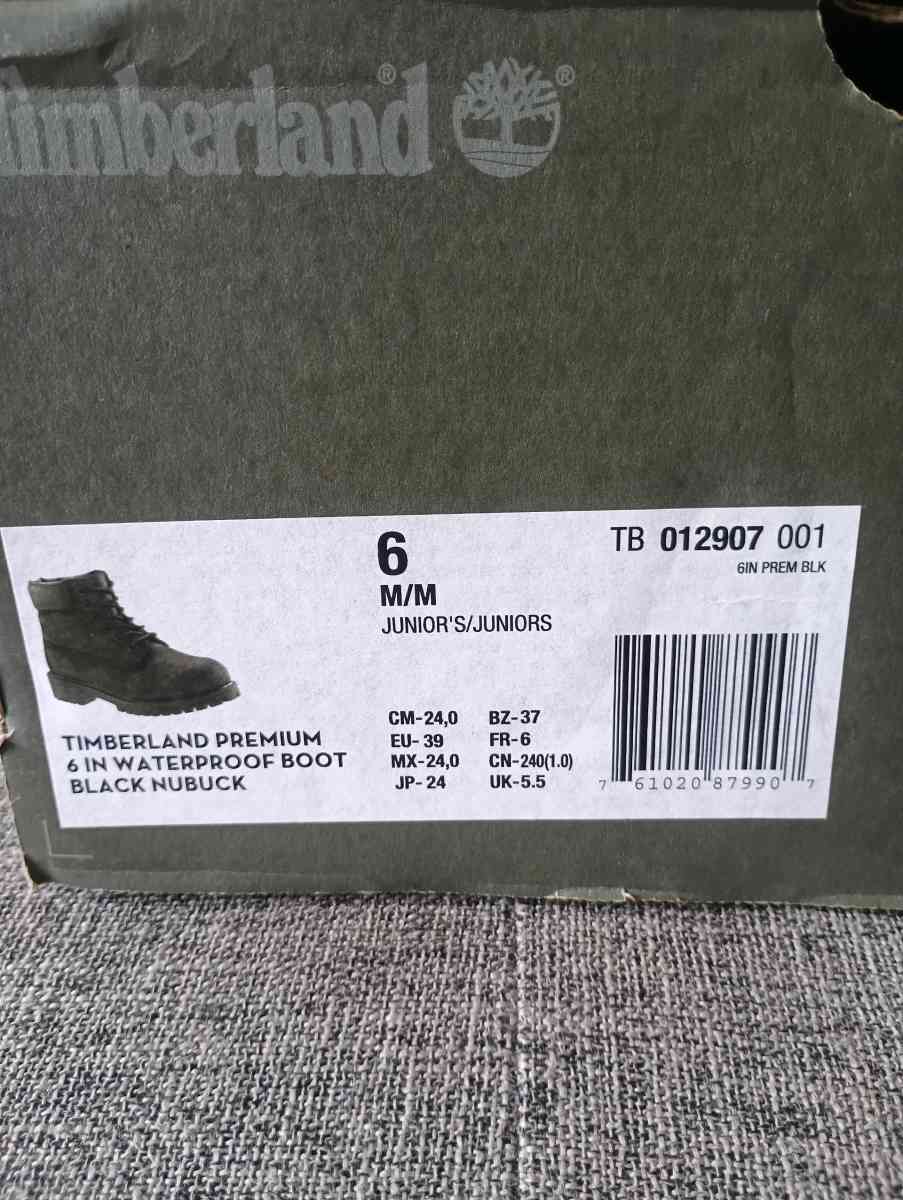 Timberland® ®
6
M/M
JUNIOR'S/JUNIORS
TB 012907 001
6IN PREM BLK
TIMBERLAND PREMIUM
6 IN WATERPROOF BOOT
BLACK NUBUCK
CM-24,0 BZ-37
EU-39 FR-6
MX-24,0 CN-240(1.0)
JP-24 UK-5.5
7 61020 87990 7